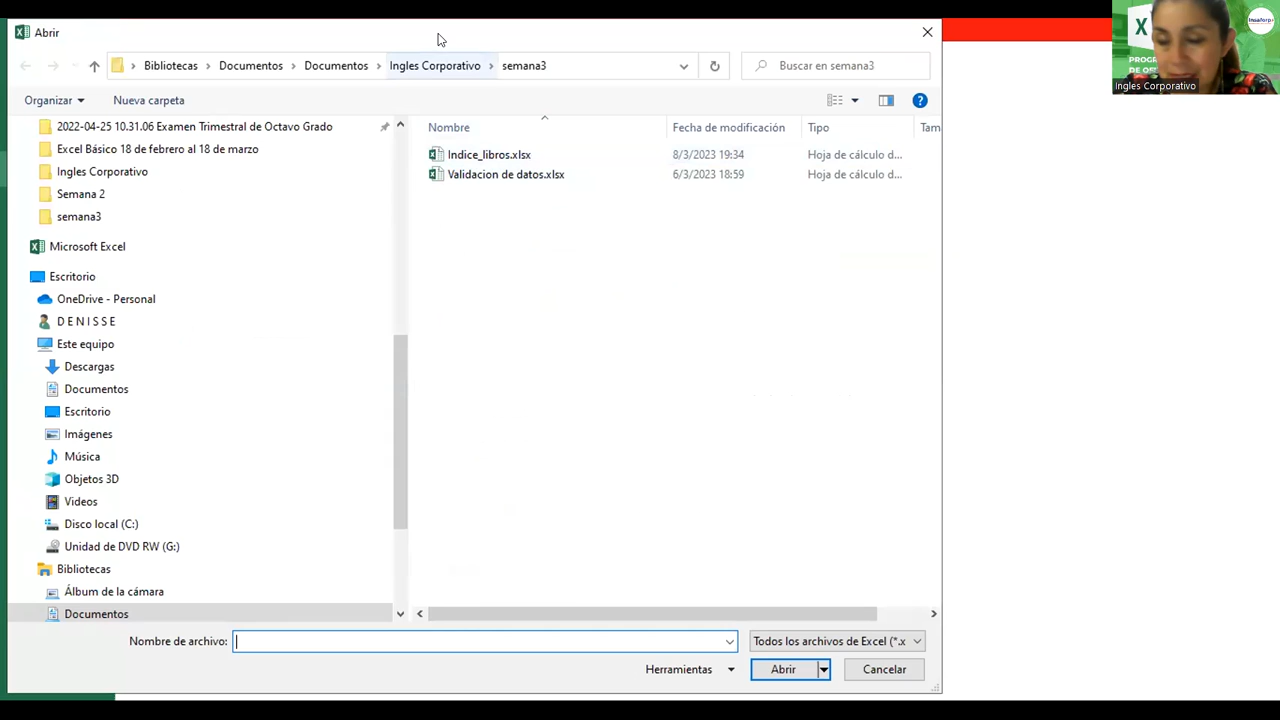 Abrir
Bibliotecas > Documentos > Documentos > Ingles Corporativo > semana3
Buscar en semana3
Organizar
Nueva carpeta
2022-04-25 10.31.06 Examen Trimestral de Octavo Grado
Excel Básico 18 de febrero al 18 de marzo
Ingles Corporativo
Semana 2
semana3
Microsoft Excel
Escritorio
OneDrive - Personal
D E N I S S E
Este equipo
Descargas
Documentos
Escritorio
Imágenes
Música
Objetos 3D
Videos
Disco local (C:)
Unidad de DVD RW (G:)
Bibliotecas
Álbum de la cámara
Documentos
Nombre Fecha de modificación Tipo Tam
Indice_libros.xlsx 8/3/2023 19:34 Hoja de cálculo d...
Validacion de datos.xlsx 6/3/2023 18:59 Hoja de cálculo d...
Nombre de archivo:
Todos los archivos de Excel (*.x
Herramientas
Abrir
Cancelar
X
Insaforp
PROG
DE OS
Ingles Corporativo